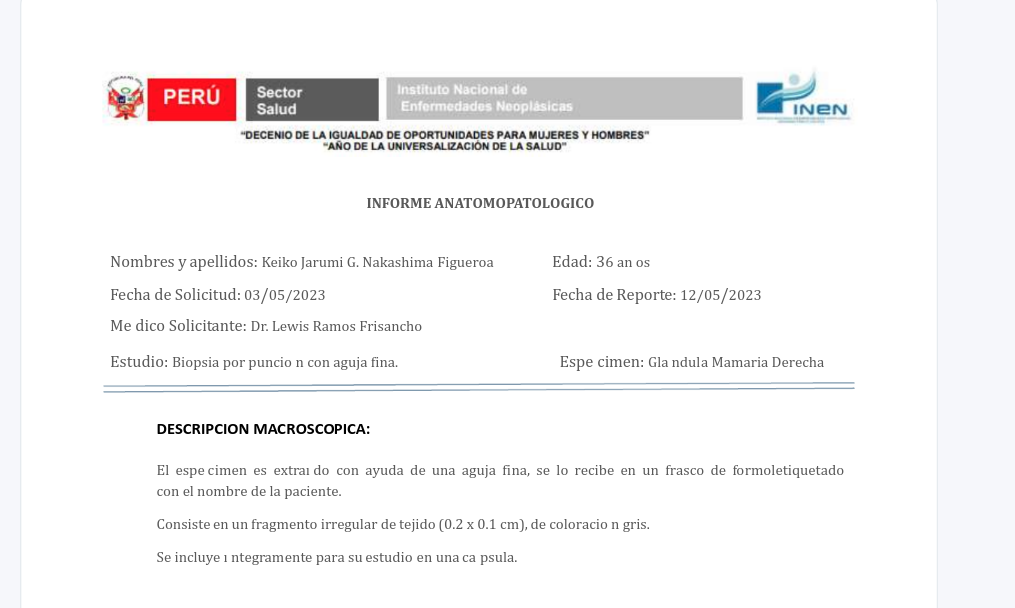 PERÚ
Sector
Salud
Instituto Nacional de
Enfermedades Neoplásicas
INEN
"DECENIO DE LA IGUALDAD DE OPORTUNIDADES PARA MUJERES Y HOMBRES"
"AÑO DE LA UNIVERSALIZACIÓN DE LA SALUD"
INFORME ANATOMOPATOLOGICO
Nombres y apellidos: Keiko Jarumi G. Nakashima Figueroa Edad: 36 an os
Fecha de Solicitud: 03/05/2023 Fecha de Reporte: 12/05/2023
Me dico Solicitante: Dr. Lewis Ramos Frisancho
Estudio: Biopsia por puncio n con aguja fina. Espe cimen: Gla ndula Mamaria Derecha
DESCRIPCION MACROSCOPICA:
El espe cimen es extraı do con ayuda de una aguja fina, se lo recibe en un frasco de formoletiquetado
con el nombre de la paciente.
Consiste en un fragmento irregular de tejido (0.2 x 0.1 cm), de coloracio n gris.
Se incluye ı ntegramente para su estudio en una ca psula.